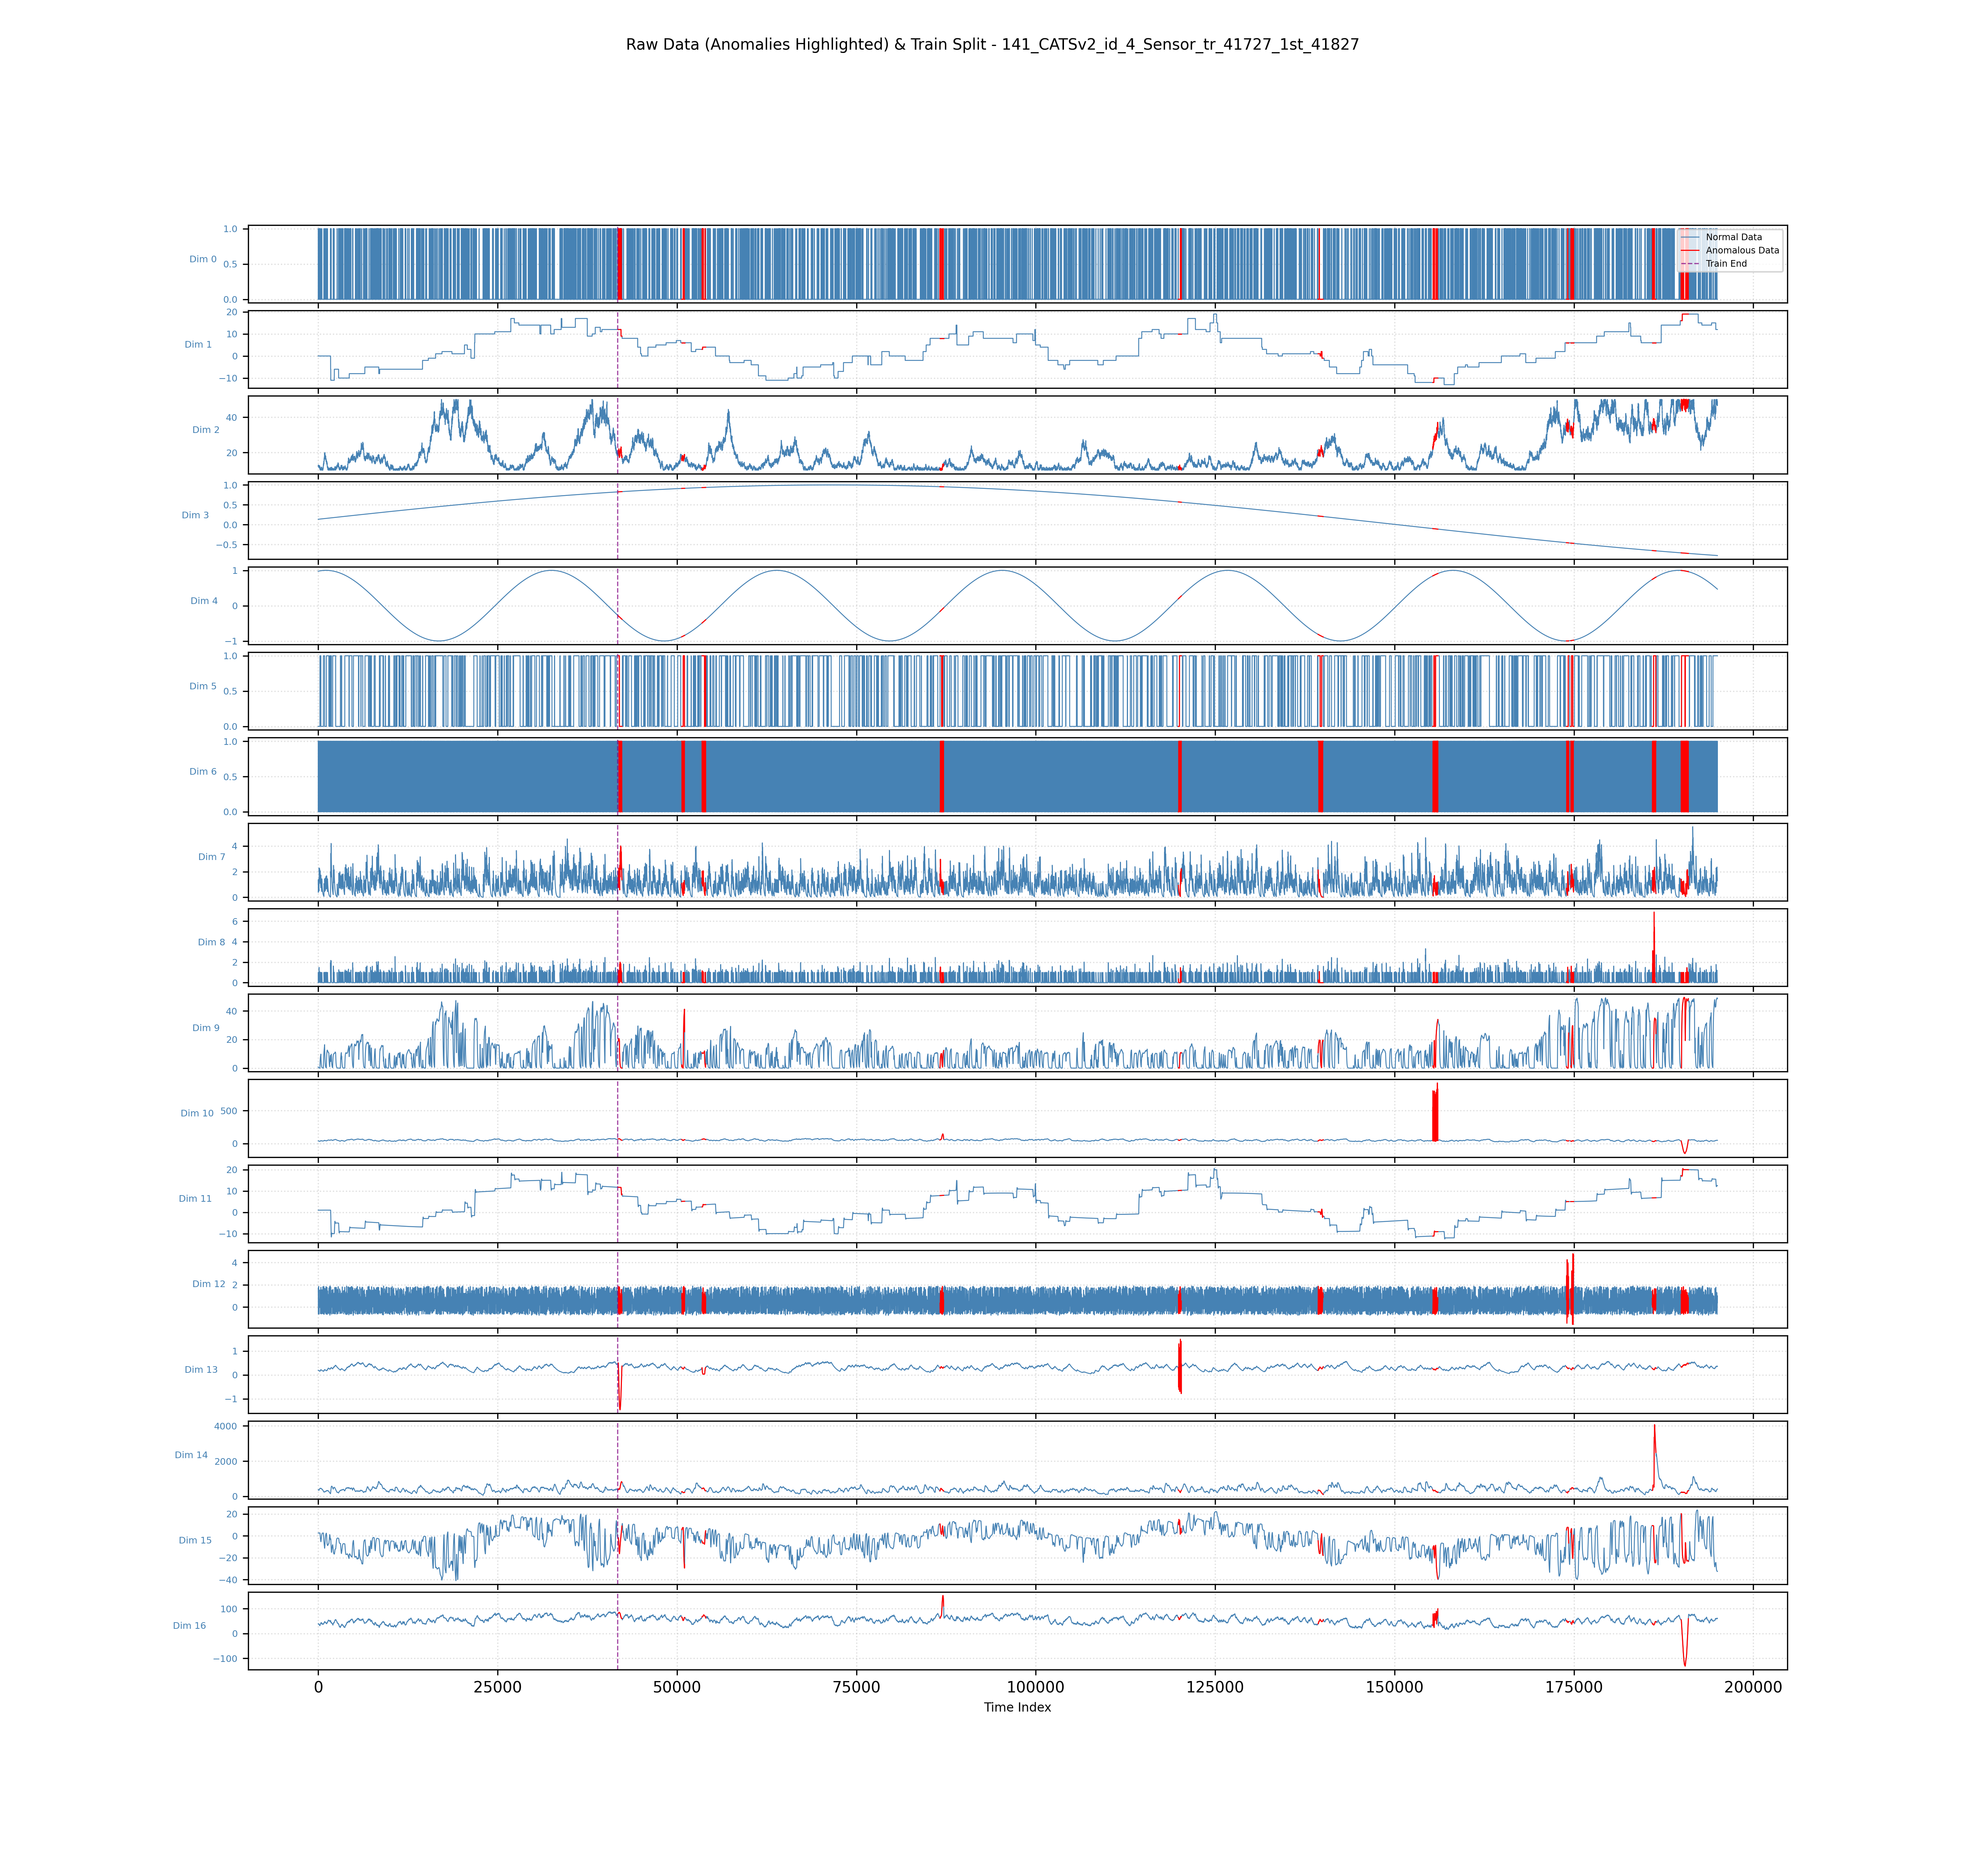 Raw Data (Anomalies Highlighted) & Train Split - 141_CATSv2_id_4_Sensor_tr_41727_1st_41827
Dim 0
1.0
0.5
0.0
Normal Data
Anomalous Data
Train End
Dim 1
20
10
0
−10
Dim 2
40
20
Dim 3
1.0
0.5
0.0
−0.5
Dim 4
1
0
−1
Dim 5
1.0
0.5
0.0
Dim 6
1.0
0.5
0.0
Dim 7
4
2
0
Dim 8
6
4
2
0
Dim 9
40
20
0
Dim 10
500
0
Dim 11
20
10
0
−10
Dim 12
4
2
0
Dim 13
1
0
−1
Dim 14
4000
2000
0
Dim 15
20
0
−20
−40
Dim 16
100
0
−100
0 25000 50000 75000 100000 125000 150000 175000 200000
Time Index